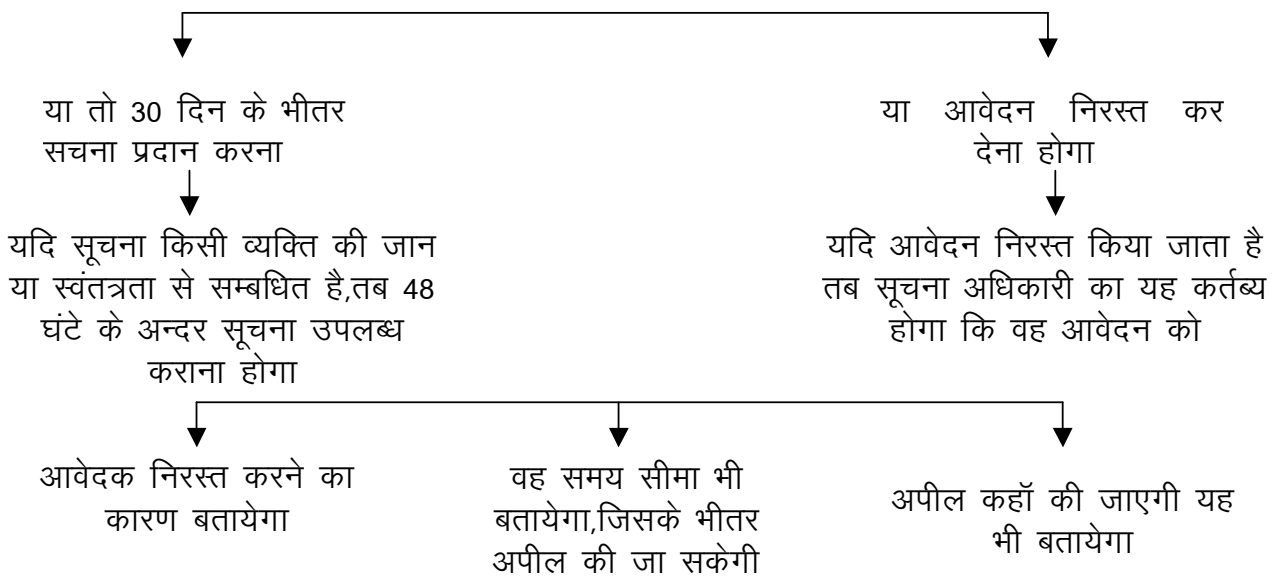 या तो 30 दिन के भीतर
सचना प्रदान करना
या आवेदन निरस्त कर
देना होगा
यदि सूचना किसी व्यक्ति की जान
या स्वंतत्रता से सम्बधित है,तब 48
घंटे के अन्दर सूचना उपलब्ध
कराना होगा
यदि आवेदन निरस्त किया जाता है
तब सूचना अधिकारी का यह कर्तब्य
होगा कि वह आवेदन को
आवेदक निरस्त करने का
कारण बतायेगा
वह समय सीमा भी
बतायेगा,जिसके भीतर
अपील की जा सकेगी
अपील कहॉ की जाएगी यह
भी बतायेगा